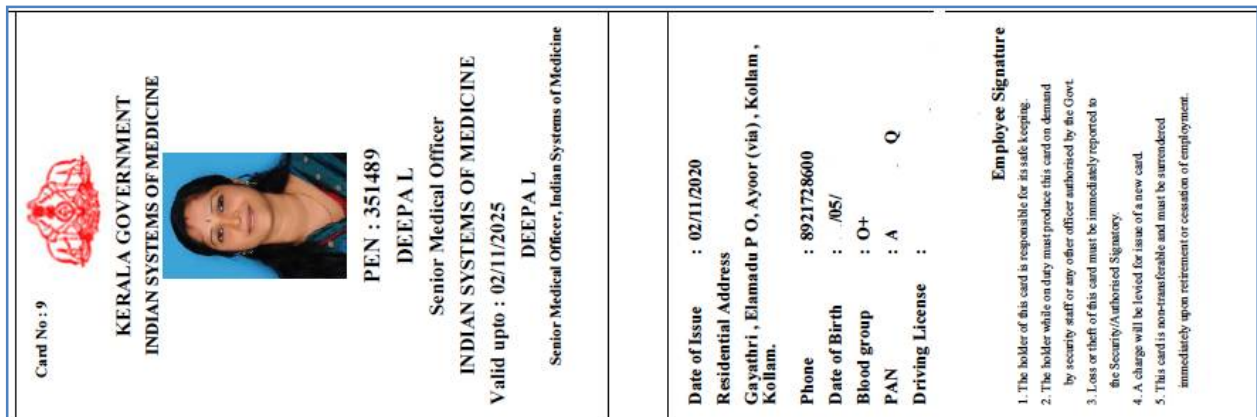 Card No : 9
KERALA GOVERNMENT
INDIAN SYSTEMS OF MEDICINE
PEN : 351489
DEEPA L
Senior Medical Officer
INDIAN SYSTEMS OF MEDICINE
Valid upto : 02/11/2025
DEEPA L
Senior Medical Officer, Indian Systems of Medicine
Date of Issue : 02/11/2020
Residential Address
Gayathri , Elamadu P O, Ayoor (via) , Kollam ,
Kollam.
Phone : 8921728600
Date of Birth : /05/
Blood group : O+
PAN : A Q
Driving License :
Employee Signature
1. The holder of this card is responsible for its safe keeping.
2. The holder while on duty must produce this card on demand
by security staff or any other officer authorised by the Govt.
3. Loss or theft of this card must be immediately reported to
the Security/Authorised Signatory.
4. A charge will be levied for issue of a new card.
5. This card is non-transferable and must be surrendered
immediately upon retirement or cessation of employment.